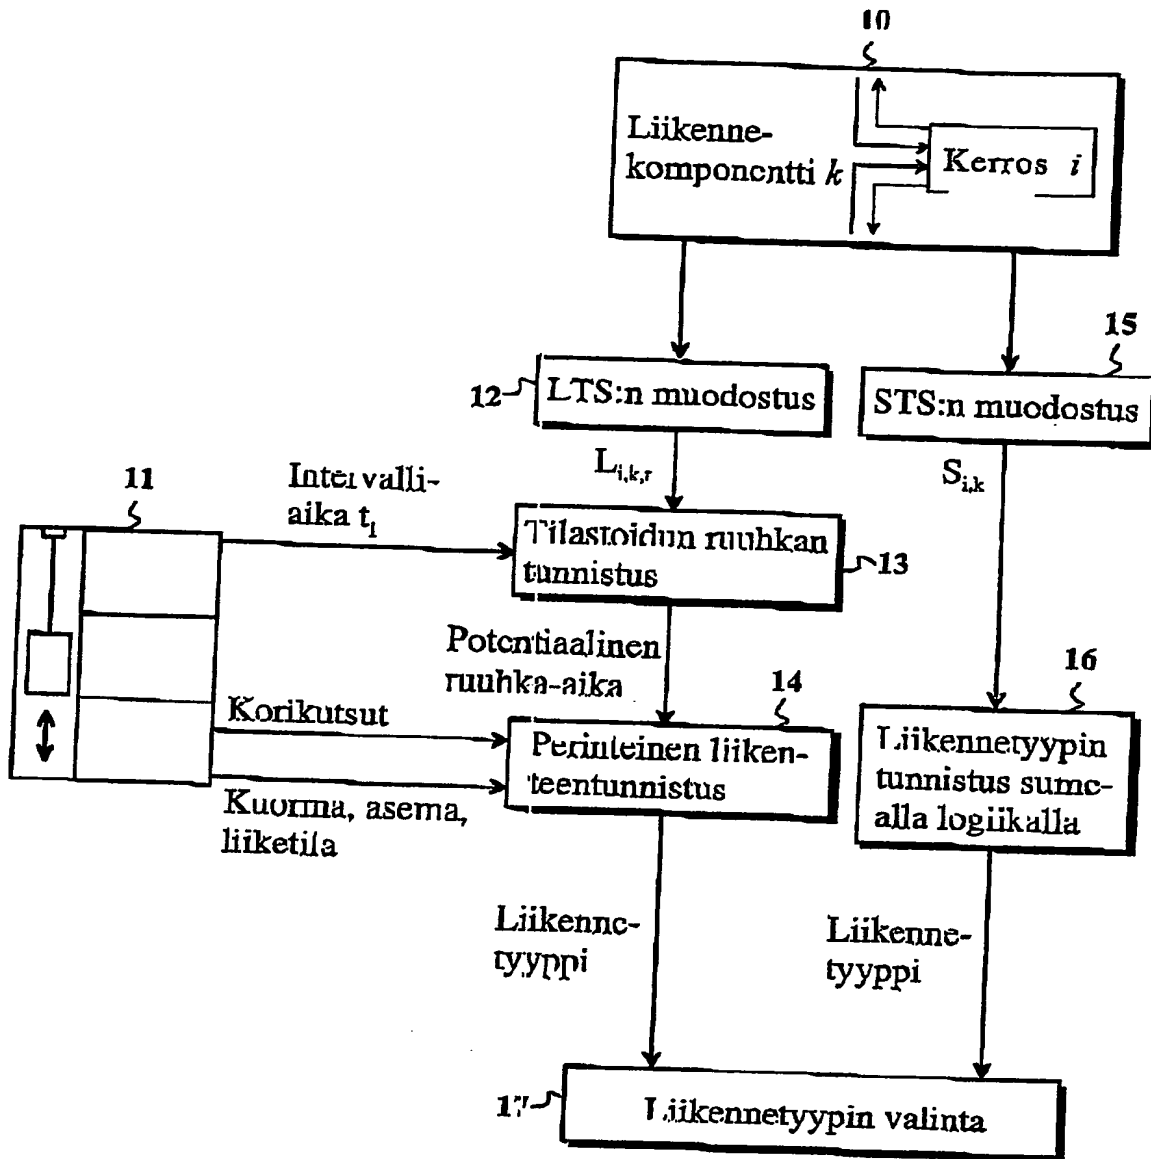 10
Liikenne-
komponentti k
Kerros i
15
12
LTS:n muodostus
STS:n muodostus
L i,k,r
S i,k
11
Intervalli-
aika t I
Tilastoidun ruuhkan
tunnistus
13
Potentiaalinen
ruuhka-aika
14
16
Korikutsut
Perinteinen liiken-
teentunnistus
Liikennetyypin
tunnistus sume-
alla logiikalla
Kuorma, asema,
liiketila
Liikenne-
tyyppi
Liikenne-
tyyppi
17
Liikennetyypin valinta